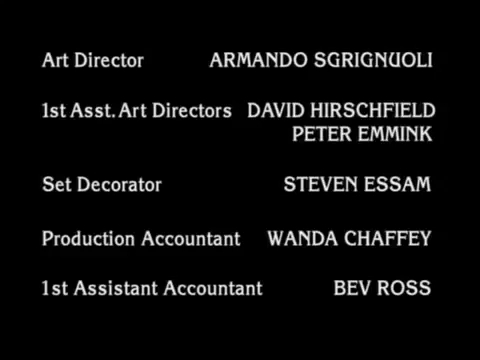 Art Director ARMANDO SGRIGNUOLI
1st Asst. Art Directors DAVID HIRSCHFIELD
PETER EMMINK
Set Decorator STEVEN ESSAM
Production Accountant WANDA CHAFFEY
1st Assistant Accountant BEV ROSS